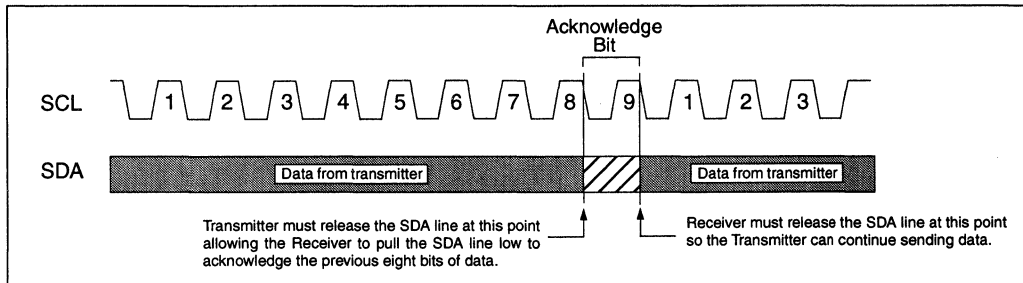 Acknowledge
Bit
SCL 1 2 3 4 5 6 7 8 9 1 2 3
SDA Data from transmitter Data from transmitter
Transmitter must release the SDA line at this point
allowing the Receiver to pull the SDA line low to
acknowledge the previous eight bits of data.
Receiver must release the SDA line at this point
so the Transmitter can continue sending data.